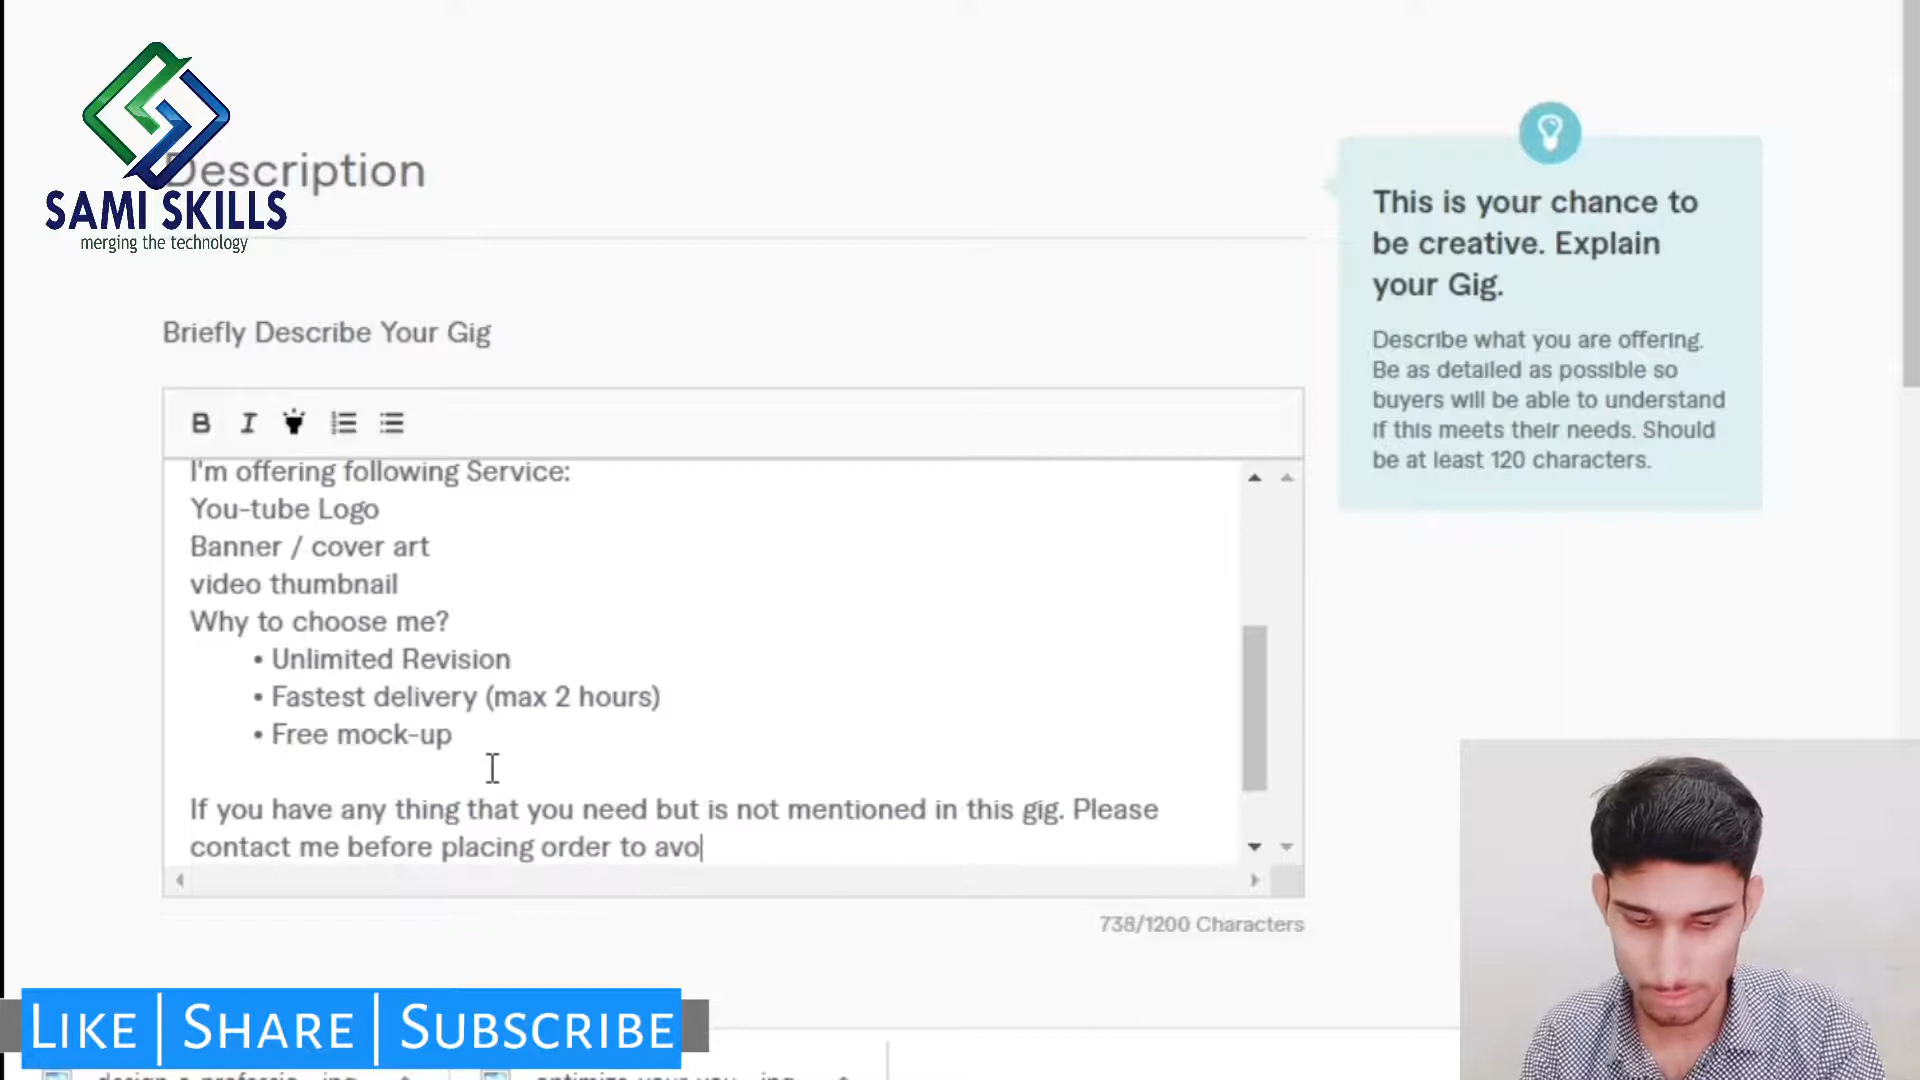 SAMI SKILLS
merging the technology
Description
Briefly Describe Your Gig
B I
I'm offering following Service:
You-tube Logo
Banner / cover art
video thumbnail
Why to choose me?
• Unlimited Revision
• Fastest delivery (max 2 hours)
• Free mock-up
If you have any thing that you need but is not mentioned in this gig. Please
contact me before placing order to avo
738/1200 Characters
This is your chance to
be creative. Explain
your Gig.
Describe what you are offering.
Be as detailed as possible so
buyers will be able to understand
if this meets their needs. Should
be at least 120 characters.
LIKE | SHARE | SUBSCRIBE